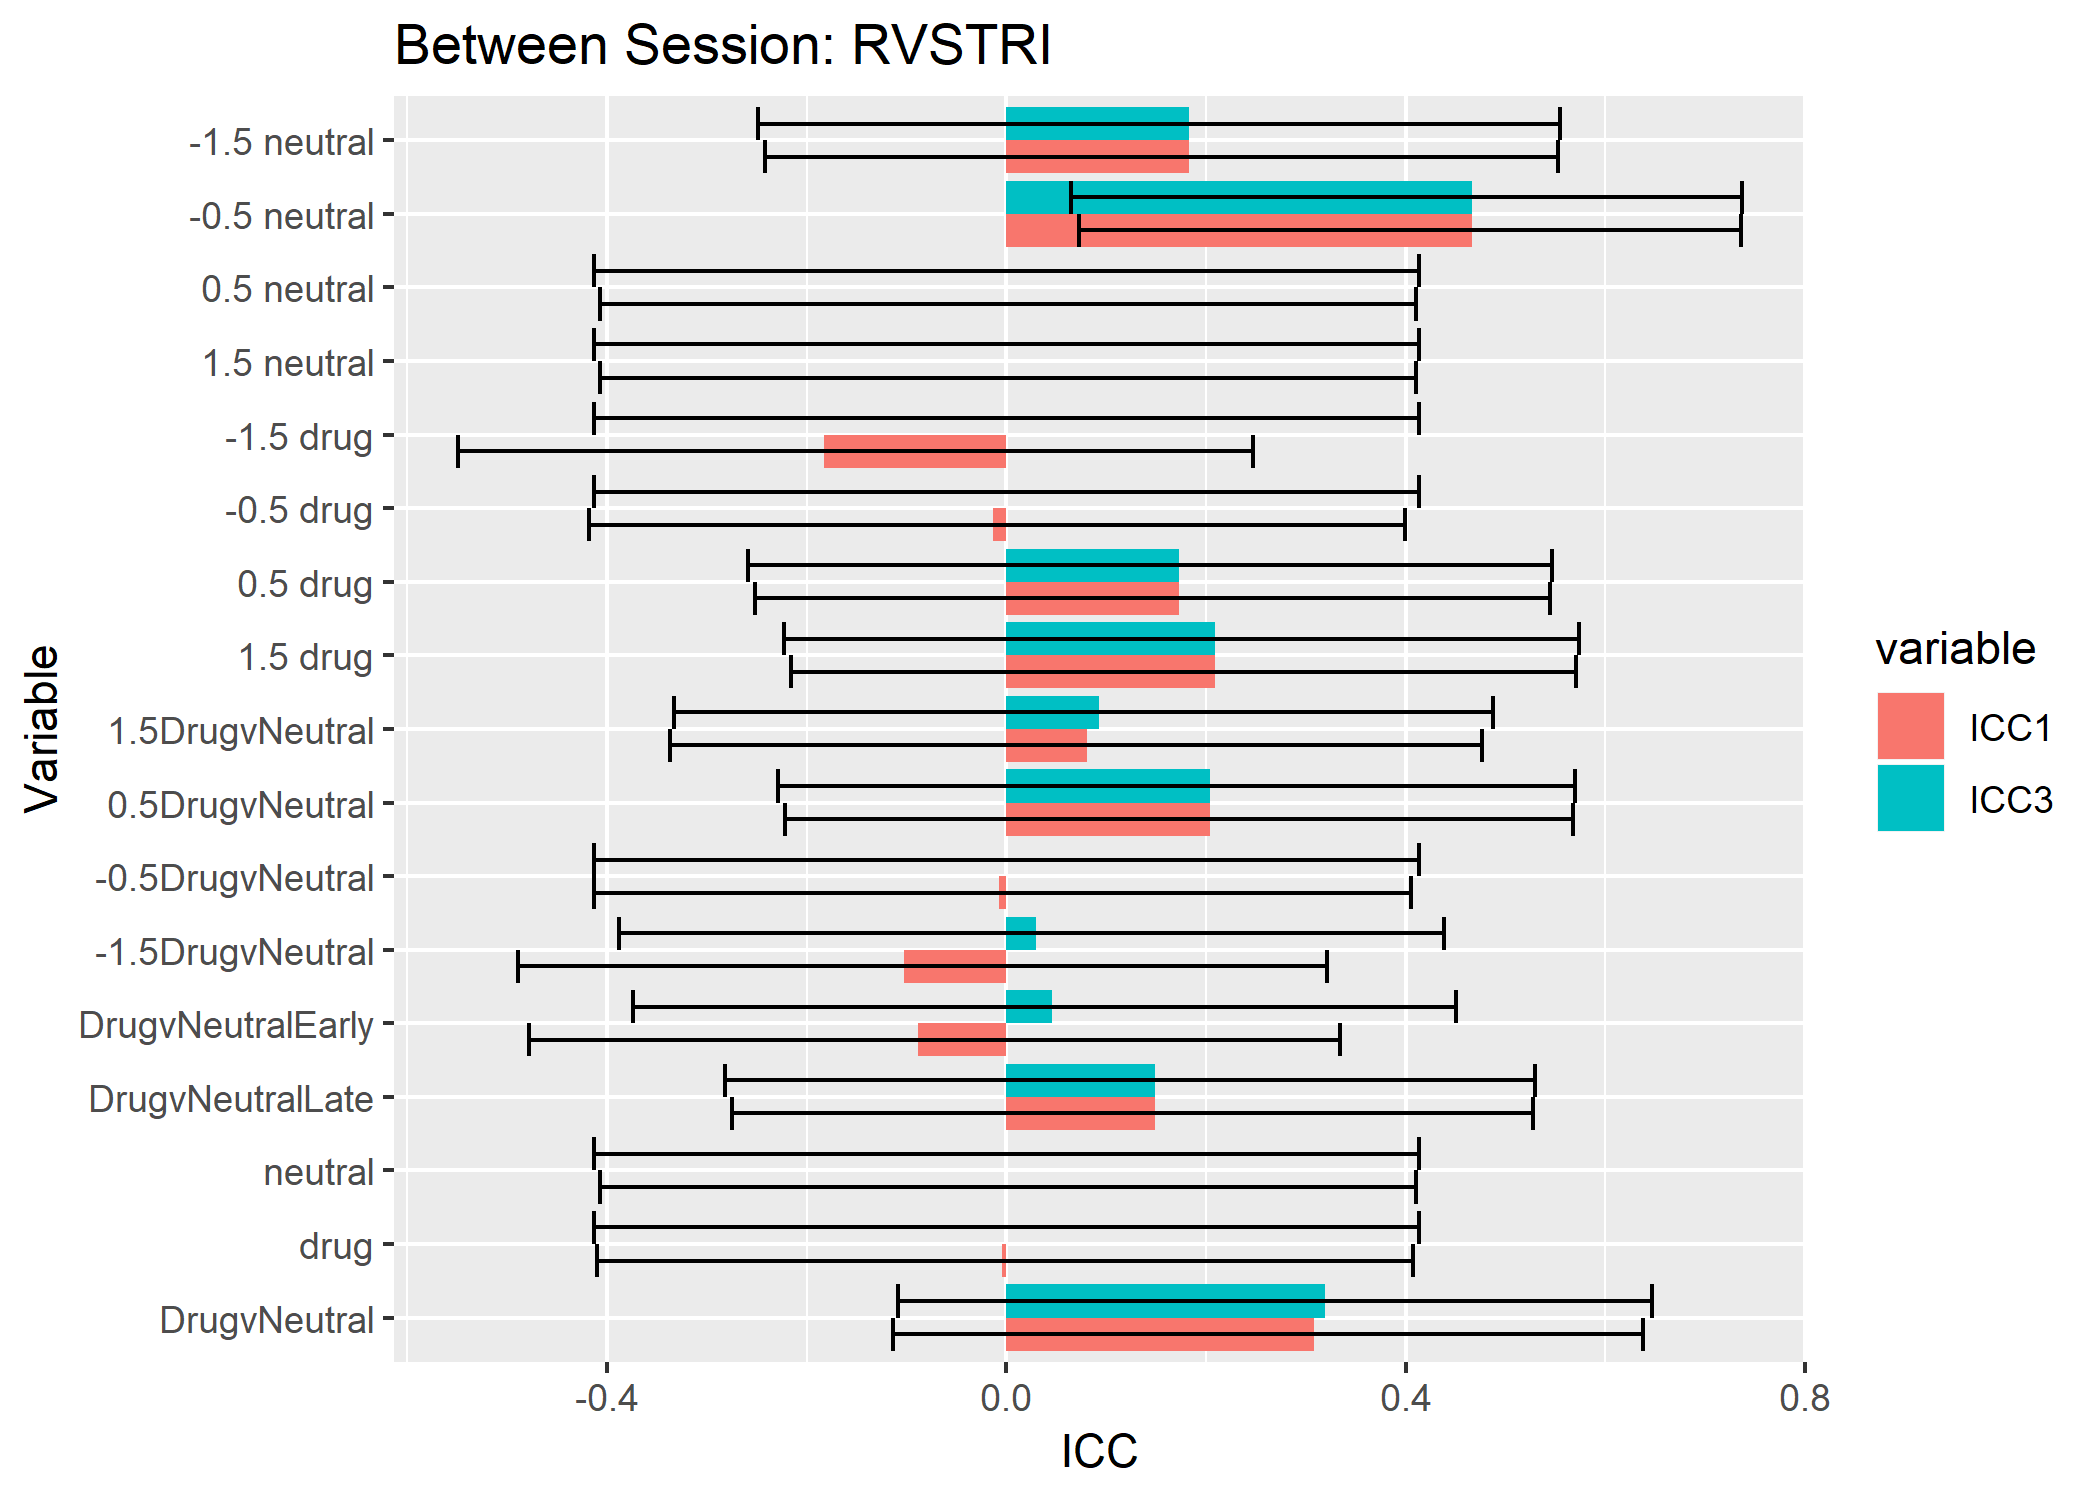 Between Session: RVSTRI
Variable
-1.5 neutral
-0.5 neutral
0.5 neutral
1.5 neutral
-1.5 drug
-0.5 drug
0.5 drug
1.5 drug
1.5DrugvNeutral
0.5DrugvNeutral
-0.5DrugvNeutral
-1.5DrugvNeutral
DrugvNeutralEarly
DrugvNeutralLate
neutral
drug
DrugvNeutral
-0.4 0.0 0.4 0.8
ICC
variable
ICC1
ICC3